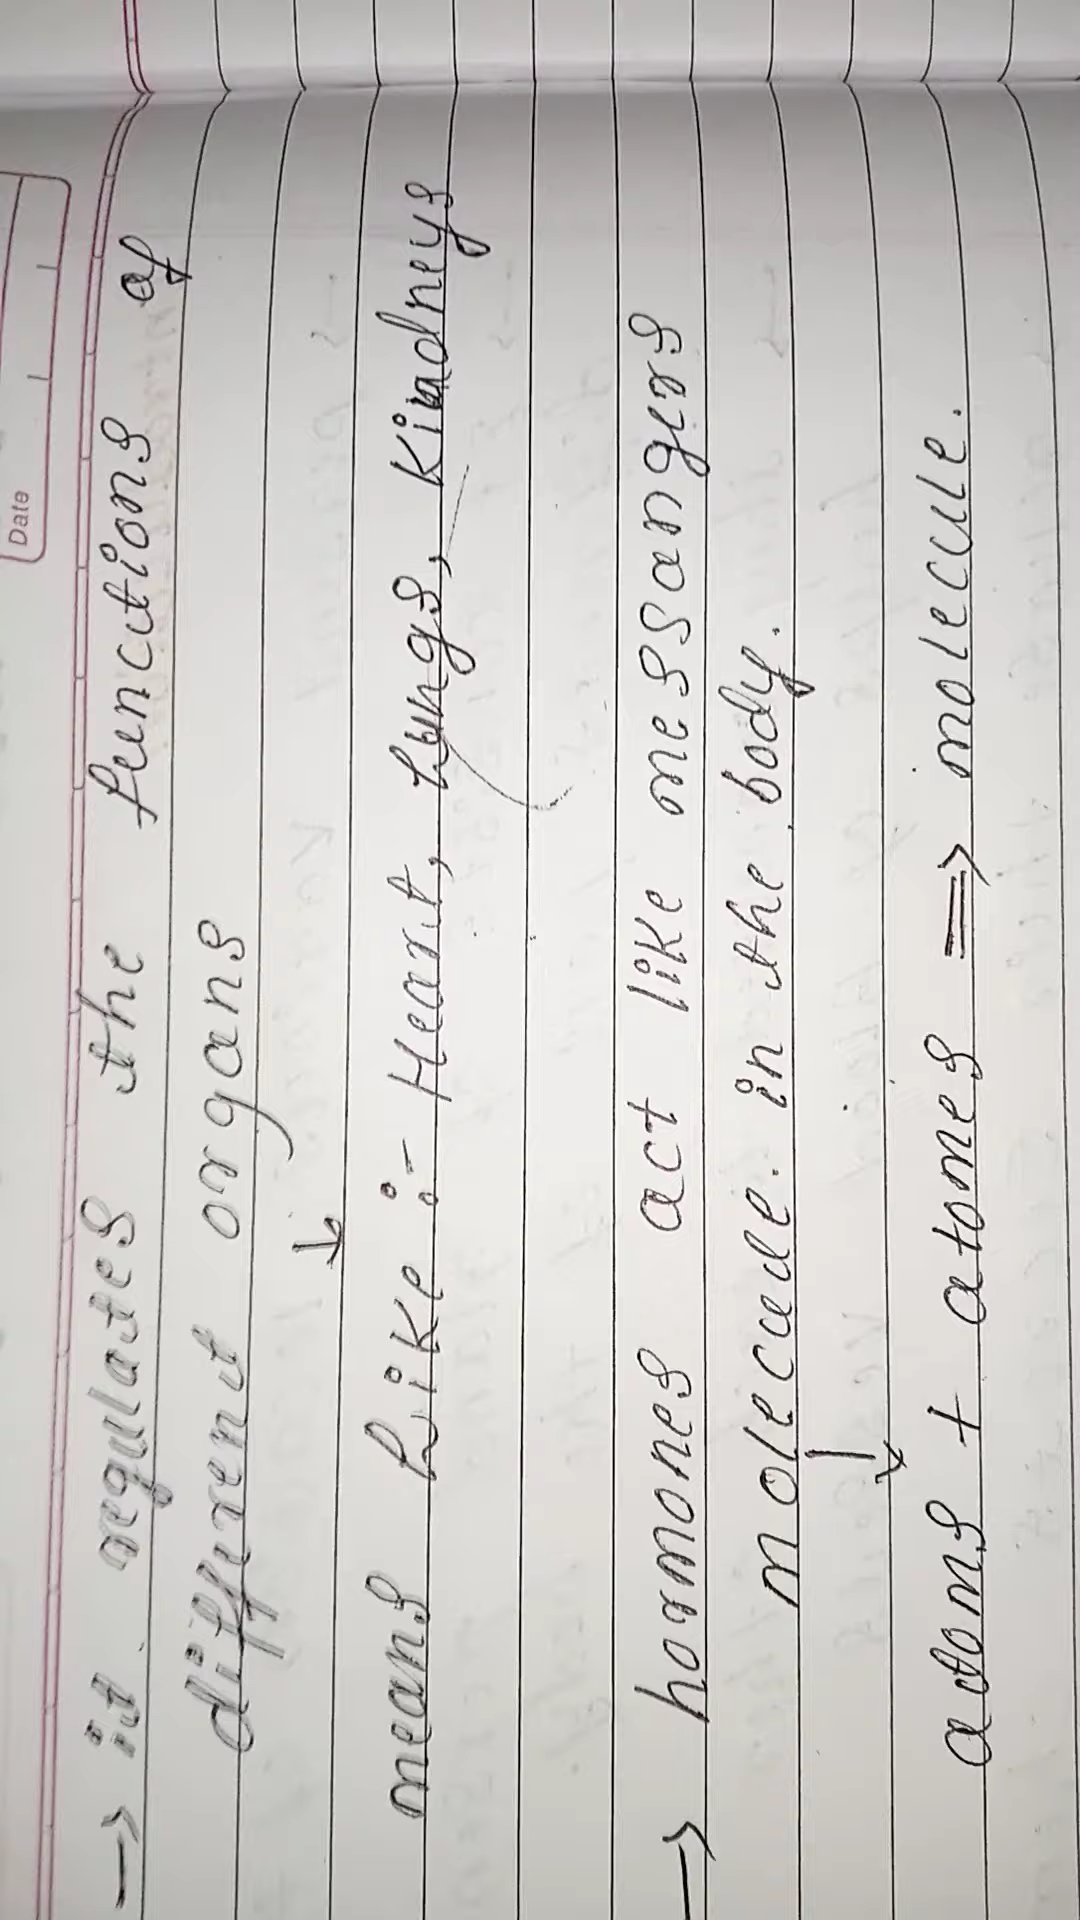 Date
→ it regulates the functions of
different organs
↓
means Like :- Heart, Lungs, Kiadneys
→ hormones act like messangers
molecule. in the body.
↓
atoms + atomes ⇒ molecule.